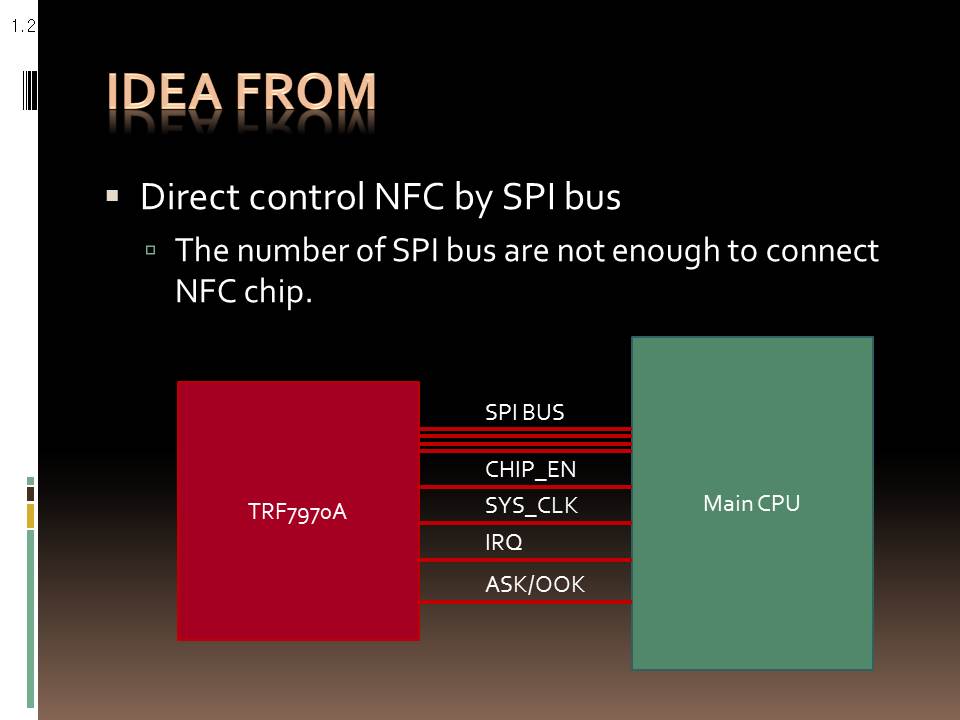 1.2
IDEA FROM
Direct control NFC by SPI bus
The number of SPI bus are not enough to connect
NFC chip.
SPI BUS
CHIP_EN
SYS_CLK
IRQ
ASK/OOK
TRF7970A
Main CPU